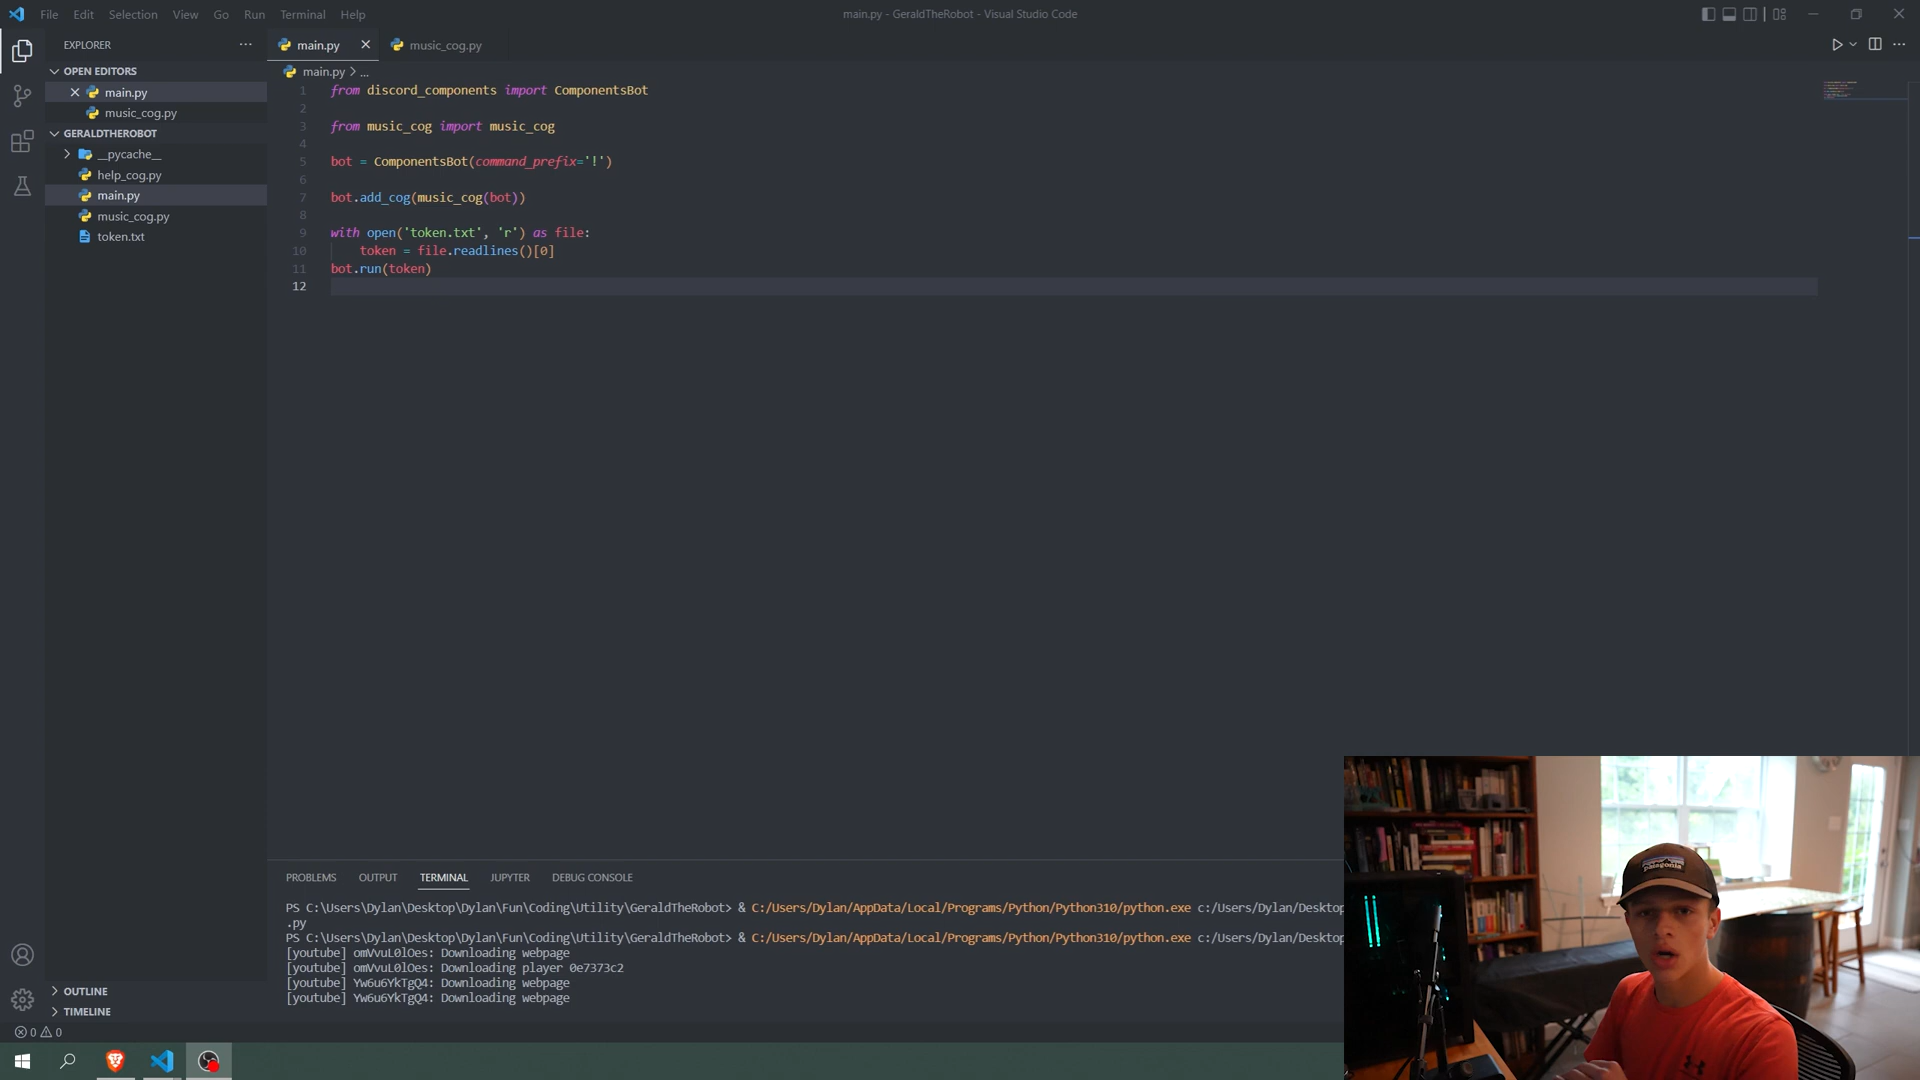 File Edit Selection View Go Run Terminal Help
main.py - GeraldTheRobot - Visual Studio Code
EXPLORER
OPEN EDITORS
main.py
music_cog.py
GERALDTHEROBOT
__pycache__
help_cog.py
main.py
music_cog.py
token.txt
OUTLINE
TIMELINE
0 0
main.py
music_cog.py
main.py > ...
1 from discord_components import ComponentsBot
2
3 from music_cog import music_cog
4
5 bot = ComponentsBot(command_prefix='!')
6
7 bot.add_cog(music_cog(bot))
8
9 with open('token.txt', 'r') as file:
10 token = file.readlines()[0]
11 bot.run(token)
12
PROBLEMS OUTPUT TERMINAL JUPYTER DEBUG CONSOLE
PS C:\Users\Dylan\Desktop\Dylan\Fun\Coding\Utility\GeraldTheRobot> & C:/Users/Dylan/AppData/Local/Programs/Python/Python310/python.exe c:/Users/Dylan/Desktop
.py
PS C:\Users\Dylan\Desktop\Dylan\Fun\Coding\Utility\GeraldTheRobot> & C:/Users/Dylan/AppData/Local/Programs/Python/Python310/python.exe c:/Users/Dylan/Desktop
[youtube] omVvuL0lOes: Downloading webpage
[youtube] omVvuL0lOes: Downloading player 0e7373c2
[youtube] Yw6u6YkTgQ4: Downloading webpage
[youtube] Yw6u6YkTgQ4: Downloading webpage
patagonia